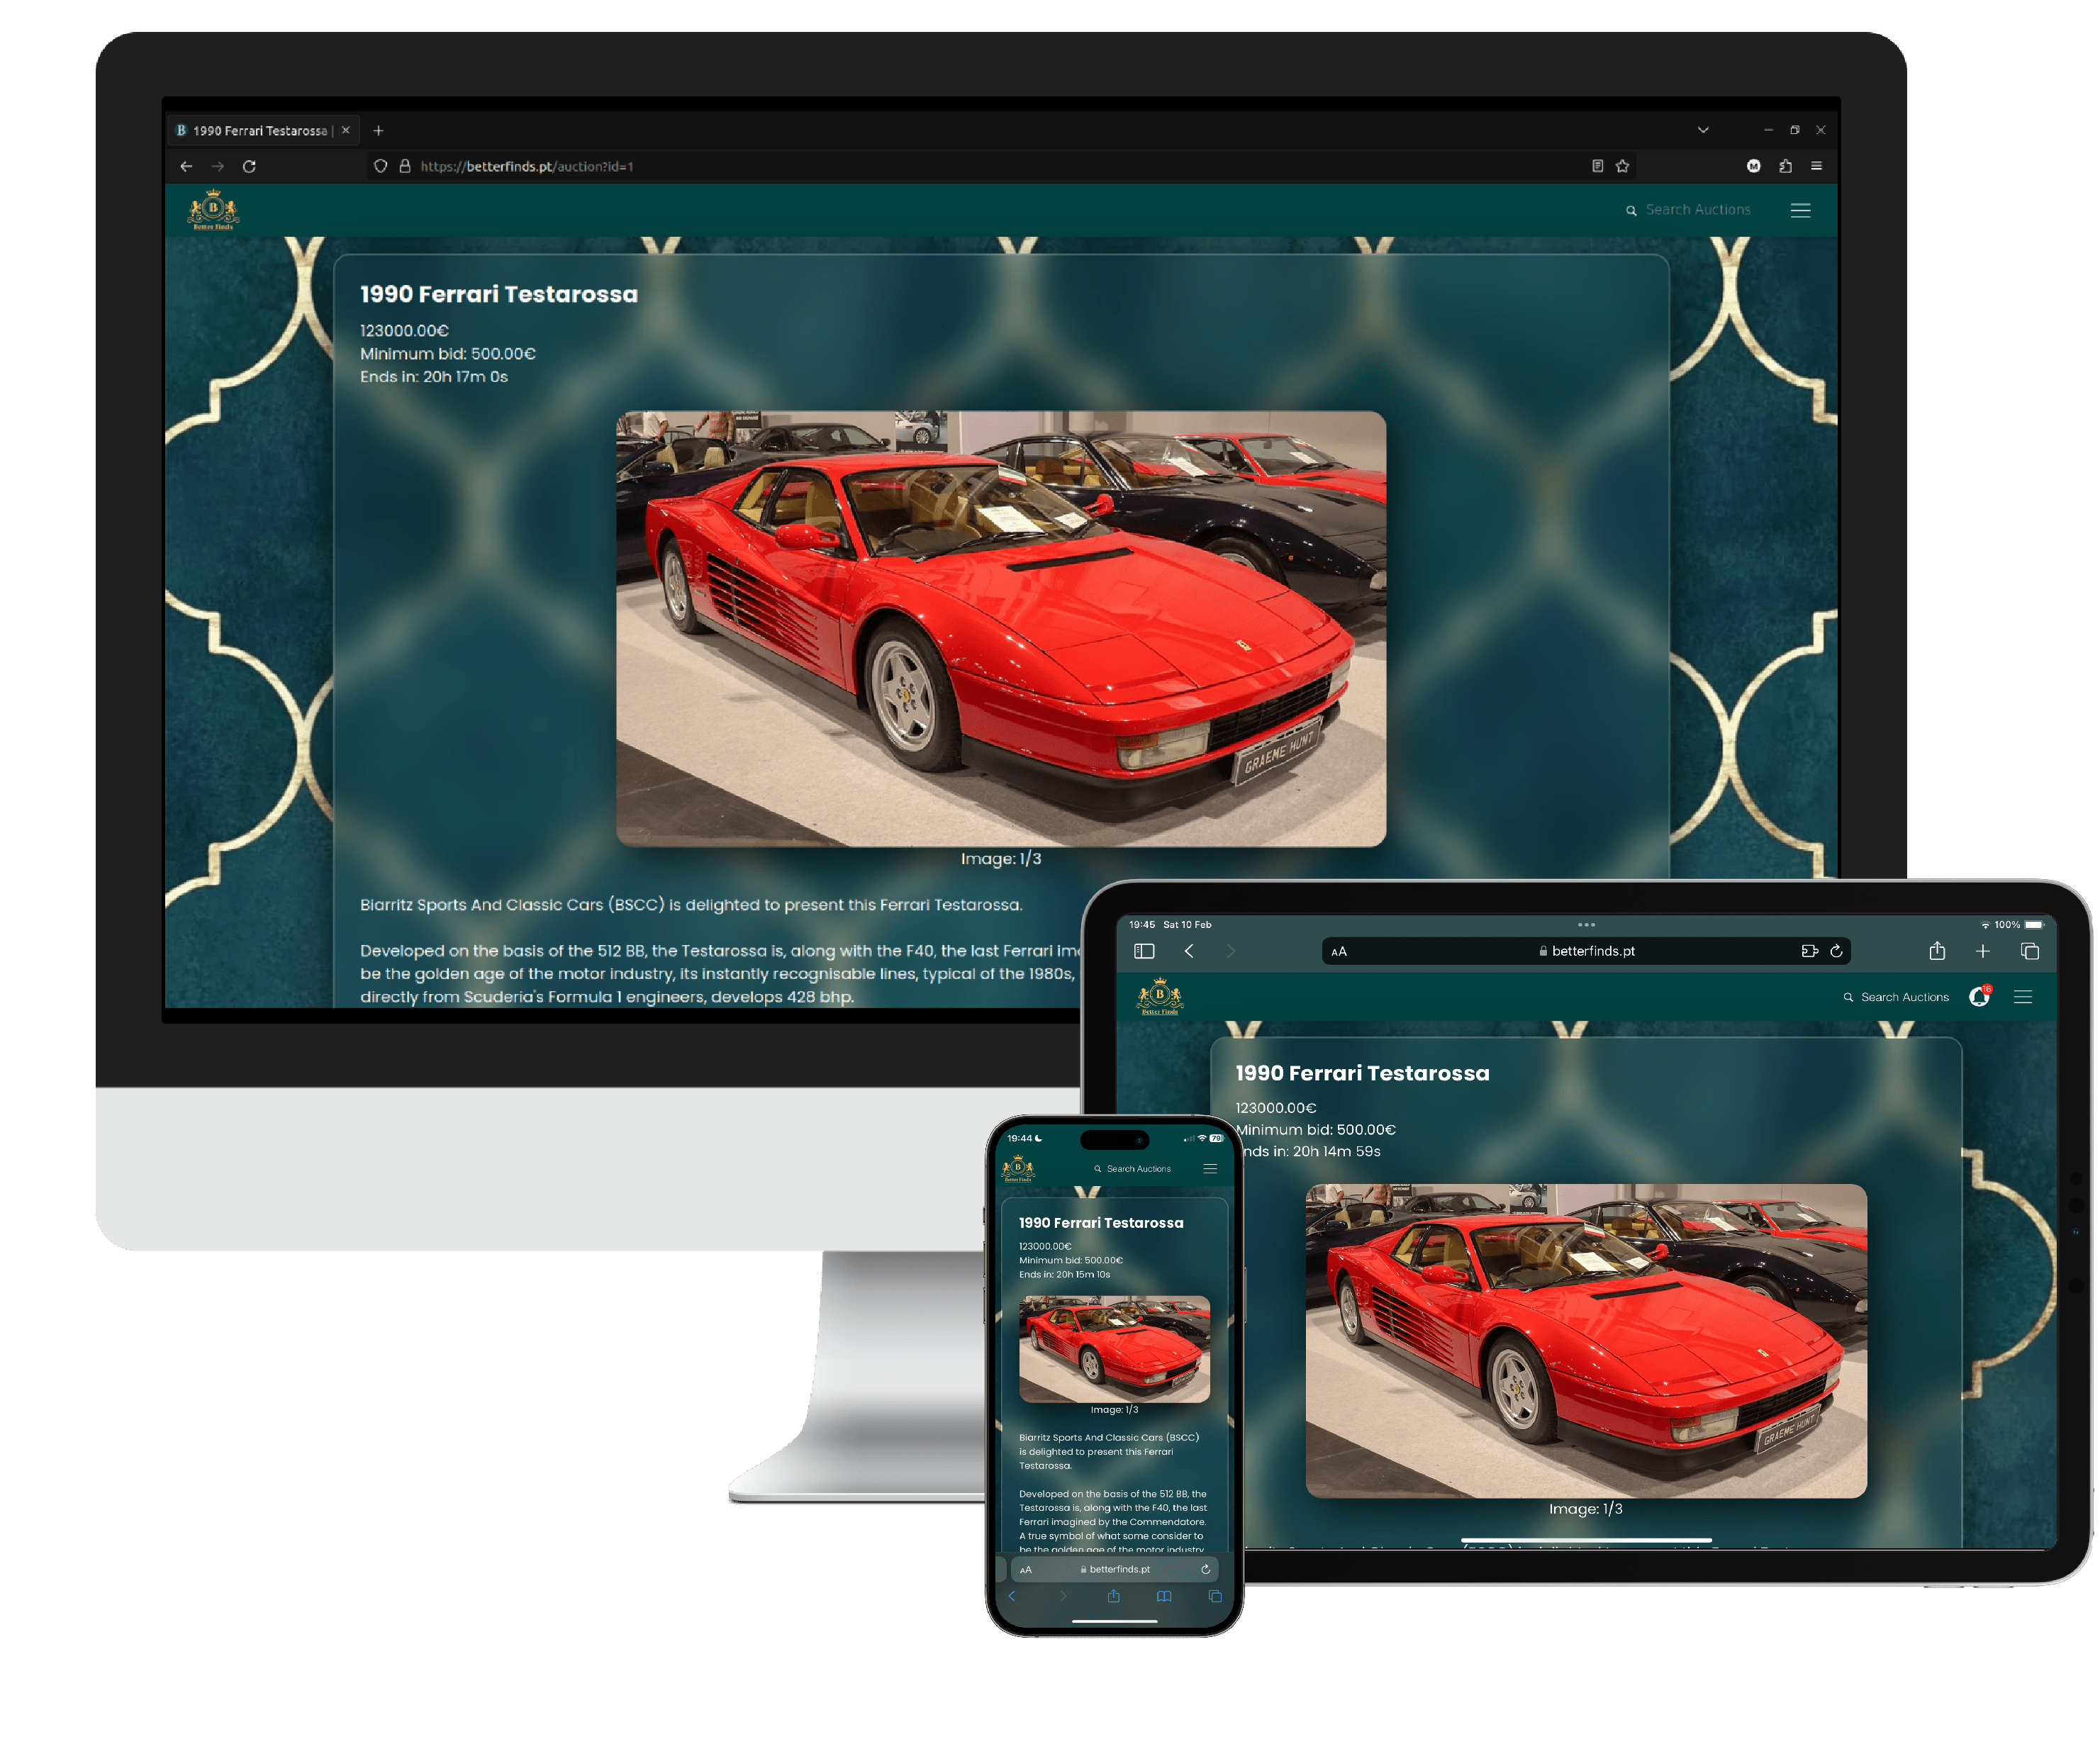 B 1990 Ferrari Testarossa |
https://betterfinds.pt/auction?id=1
M
B
Better Finds
Search Auctions
1990 Ferrari Testarossa
123000.00€
Minimum bid: 500.00€
Ends in: 20h 17m 0s
GRAEME HUNT
Image: 1/3
Biarritz Sports And Classic Cars (BSCC) is delighted to present this Ferrari Testarossa.
Developed on the basis of the 512 BB, the Testarossa is, along with the F40, the last Ferrari im
be the golden age of the motor industry, its instantly recognisable lines, typical of the 1980s,
directly from Scuderia's Formula 1 engineers, develops 428 bhp.
19:45 Sat 10 Feb
100%
AA betterfinds.pt
B
Better Finds
Search Auctions
16
1990 Ferrari Testarossa
123000.00€
Minimum bid: 500.00€
nds in: 20h 14m 59s
GRAEME HUNT
Image: 1/3
19:44
79
B
Better Finds
Search Auctions
1990 Ferrari Testarossa
123000.00€
Minimum bid: 500.00€
Ends in: 20h 15m 10s
Image: 1/3
Biarritz Sports And Classic Cars (BSCC)
is delighted to present this Ferrari
Testarossa.
Developed on the basis of the 512 BB, the
Testarossa is, along with the F40, the last
Ferrari imagined by the Commendatore.
A true symbol of what some consider to
be the golden age of the motor industry
AA betterfinds.pt